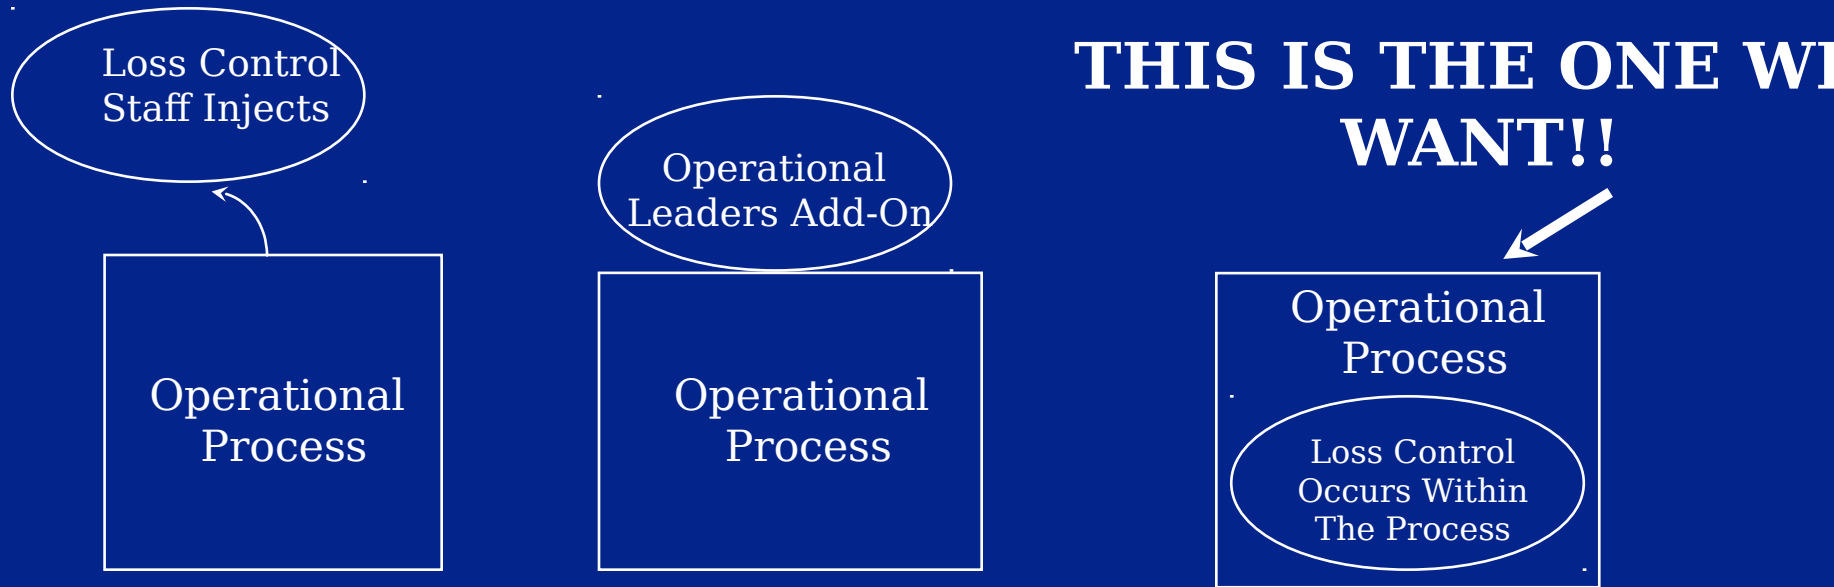 Loss Control
Staff Injects
Operational
Process
Operational
Leaders Add-On
Operational
Process
THIS IS THE ONE
WANT!!
Operational
Process
Loss Control
Occurs Within
The Process